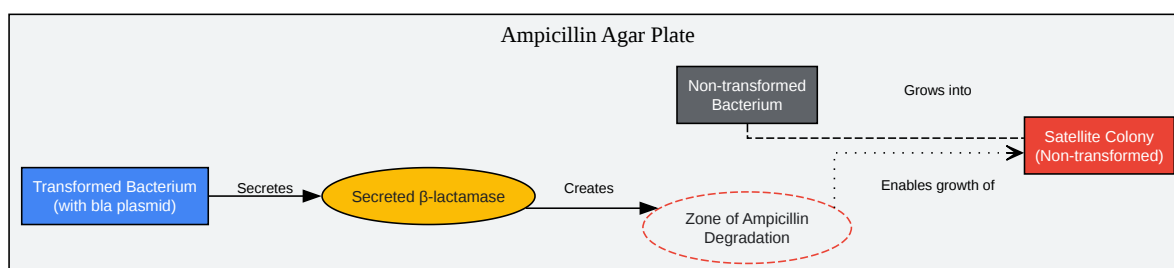 Ampicillin Agar Plate
Non-transformed
Bacterium
Grows into
Satellite Colony
(Non-transformed)
Transformed Bacterium
(with bla plasmid)
Secretes
Secreted β-lactamase
Creates
Zone of Ampicillin
Degradation
Enables growth of